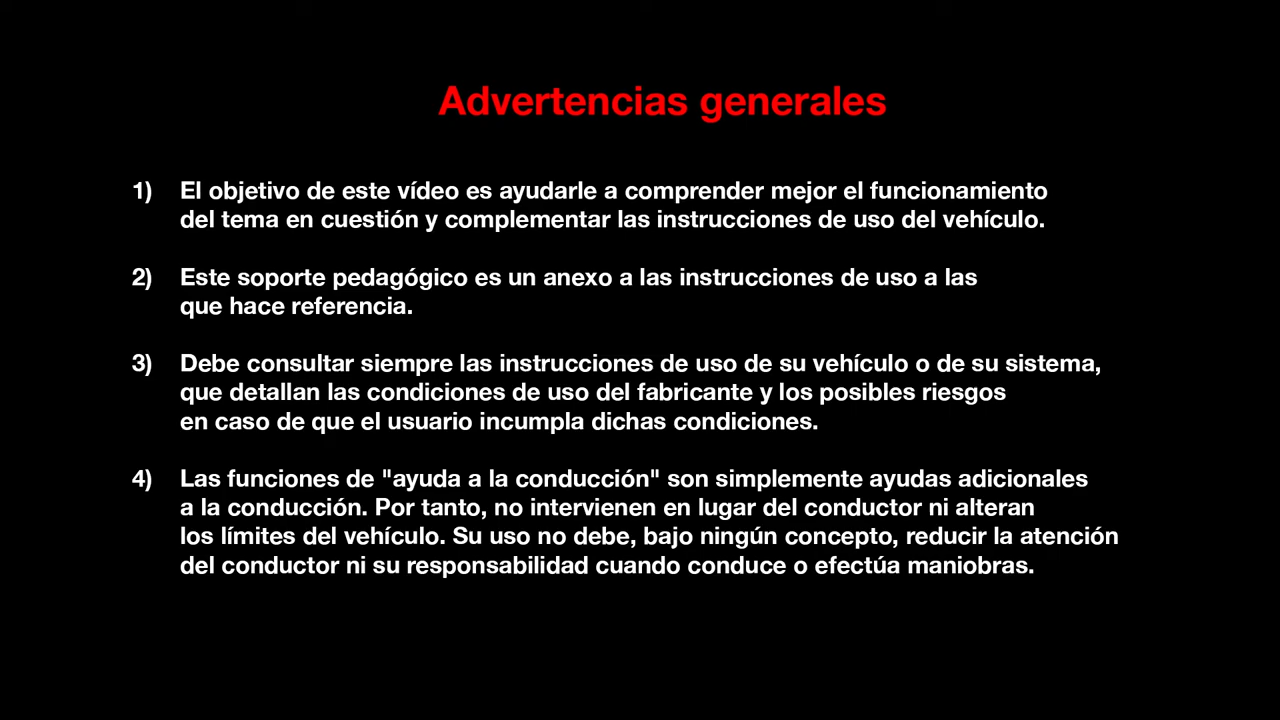 Advertencias generales
1) El objetivo de este vídeo es ayudarle a comprender mejor el funcionamiento
del tema en cuestión y complementar las instrucciones de uso del vehículo.
2) Este soporte pedagógico es un anexo a las instrucciones de uso a las
que hace referencia.
3) Debe consultar siempre las instrucciones de uso de su vehículo o de su sistema,
que detallan las condiciones de uso del fabricante y los posibles riesgos
en caso de que el usuario incumpla dichas condiciones.
4) Las funciones de "ayuda a la conducción" son simplemente ayudas adicionales
a la conducción. Por tanto, no intervienen en lugar del conductor ni alteran
los límites del vehículo. Su uso no debe, bajo ningún concepto, reducir la atención
del conductor ni su responsabilidad cuando conduce o efectúa maniobras.